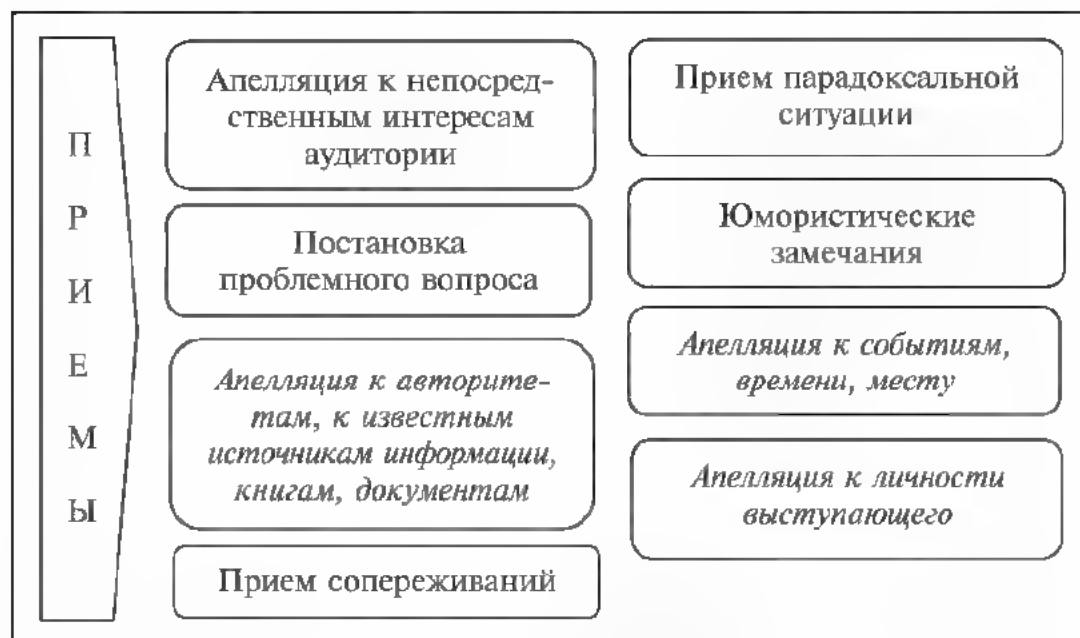 ПРИЕМЫ
Апелляция к непосред-
ственным интересам
аудитории
Постановка
проблемного вопроса
Апелляция к авторите-
там, к известным
источникам информации,
книгам, документам
Прием сопереживаний
Прием парадоксальной
ситуации
Юмористические
замечания
Апелляция к событиям,
времени, месту
Апелляция к личности
выступающего